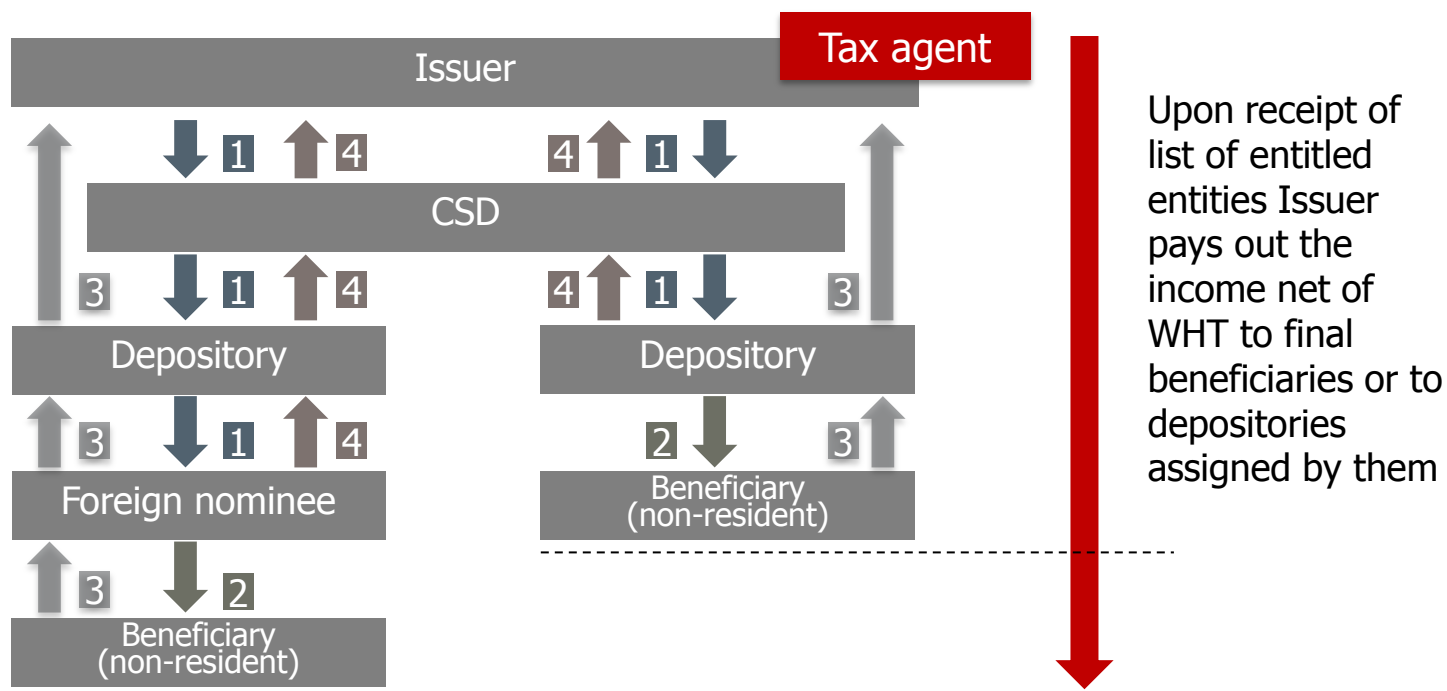 Tax agent
Issuer
1 4 4 1
CSD
3 1 4 4 1 3
Depository Depository
3 1 4 2 3
Foreign nominee Beneficiary
(non-resident)
3 2
Beneficiary
(non-resident)
Upon receipt of
list of entitled
entities Issuer
pays out the
income net of
WHT to final
beneficiaries or to
depositories
assigned by them